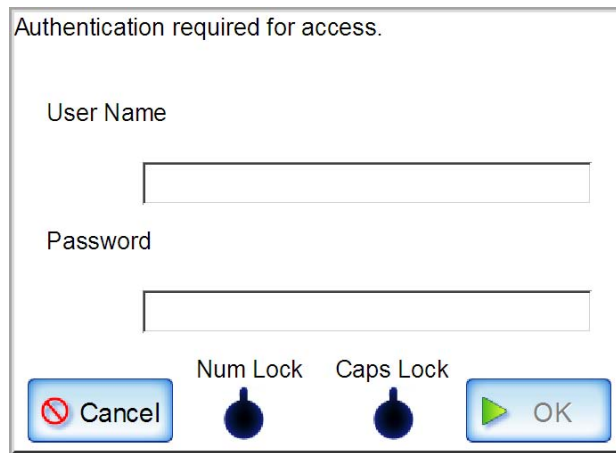 Authentication required for access.
User Name
Password
Num Lock Caps Lock
Cancel OK